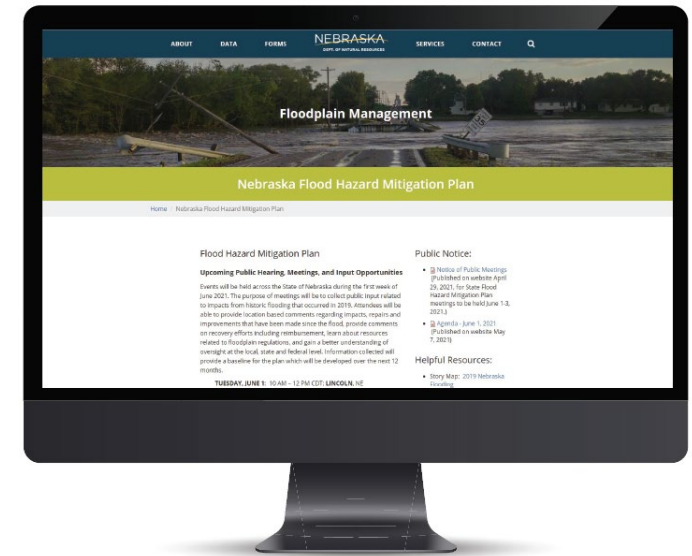 ABOUT DATA FORMS NEBRASKA SERVICES CONTACT
DEPT. OF NATURAL RESOURCES
Floodplain Management
Nebraska Flood Hazard Mitigation Plan
Home / Nebraska Flood Hazard Mitigation Plan
Flood Hazard Mitigation Plan
Upcoming Public Hearing, Meetings, and Input Opportunities
Events will be held across the State of Nebraska during the first week of
June 2021. The purpose of meetings will be to collect public input related
to impacts from historic flooding that occurred in 2019. Attendees will be
able to provide location based comments regarding impacts, repairs and
improvements that have been made since the flood, provide comments
on recovery efforts including reimbursement, learn about resources
related to floodplain regulations, and gain a better understanding of
oversight at the local, state and federal level. Information collected will
provide a baseline for the plan which will be developed over the next 12
months.
TUESDAY, JUNE 1: 10 AM – 12 PM CDT; LINCOLN, NE
Public Notice:
• Notice of Public Meetings
(Published on website April
29, 2021, for State Flood
Hazard Mitigation Plan
meetings to be held June 1-3,
2021.)
• Agenda - June 1, 2021
(Published on website May
7, 2021)
Helpful Resources:
• Story Map: 2019 Nebraska
Flooding